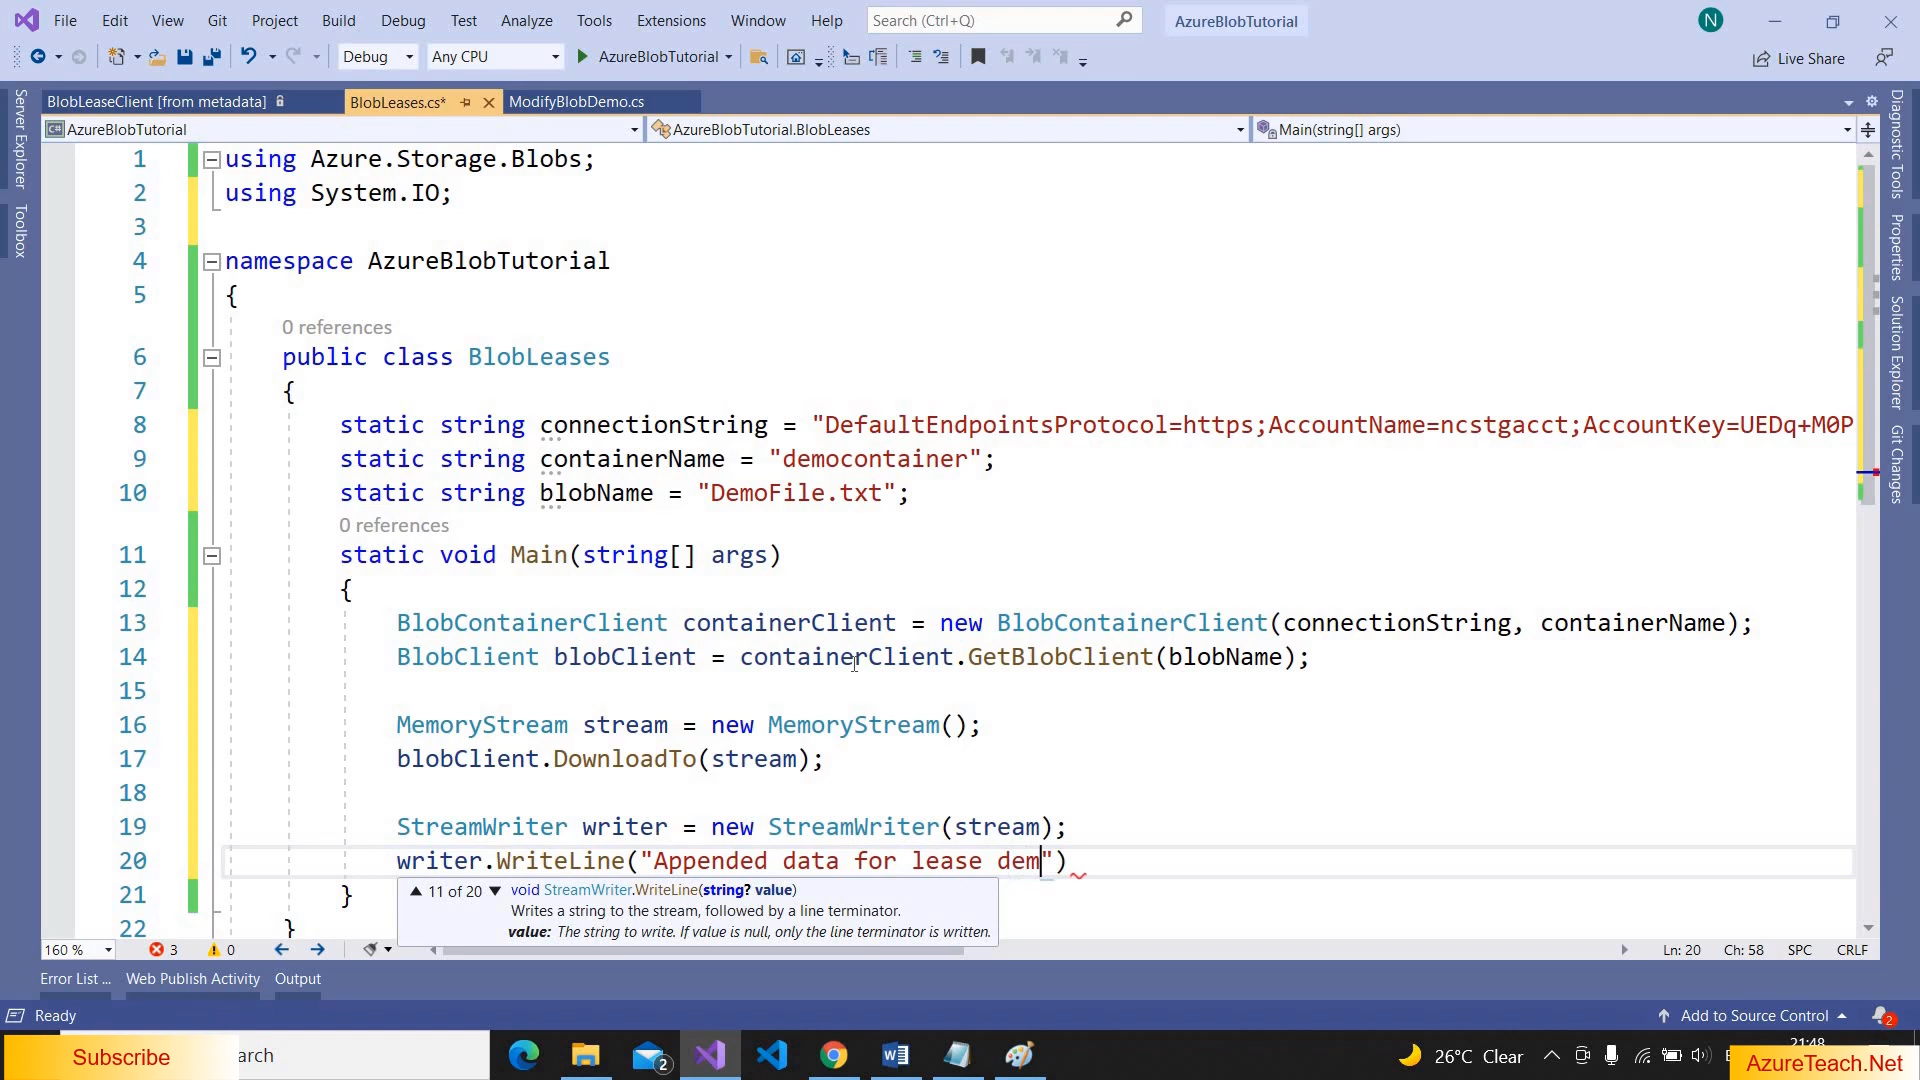 File Edit View Git Project Build Debug Test Analyze Tools Extensions Window Help Search (Ctrl+Q) AzureBlobTutorial N
Debug Any CPU AzureBlobTutorial Live Share
BlobLeaseClient [from metadata] BlobLeases.cs* ModifyBlobDemo.cs
AzureBlobTutorial AzureBlobTutorial.BlobLeases Main(string[] args)
Server Explorer
Toolbox
Diagnostic Tools
Properties
Solution Explorer
Git Changes
1 using Azure.Storage.Blobs;
2 using System.IO;
3
4 namespace AzureBlobTutorial
5 {
0 references
6 public class BlobLeases
7 {
8 static string connectionString = "DefaultEndpointsProtocol=https;AccountName=ncstgacct;AccountKey=UEDq+M0P
9 static string containerName = "democontainer";
10 static string blobName = "DemoFile.txt";
0 references
11 static void Main(string[] args)
12 {
13 BlobContainerClient containerClient = new BlobContainerClient(connectionString, containerName);
14 BlobClient blobClient = containerClient.GetBlobClient(blobName);
15
16 MemoryStream stream = new MemoryStream();
17 blobClient.DownloadTo(stream);
18
19 StreamWriter writer = new StreamWriter(stream);
20 writer.WriteLine("Appended data for lease dem")
21 }
11 of 20 void StreamWriter.WriteLine(string? value)
Writes a string to the stream, followed by a line terminator.
value: The string to write. If value is null, only the line terminator is written.
22 }
160 % 3 0 Ln: 20 Ch: 58 SPC CRLF
Error List ... Web Publish Activity Output
Ready Add to Source Control 2
Subscribe arch 2 26°C Clear 21:48
AzureTeach.Net